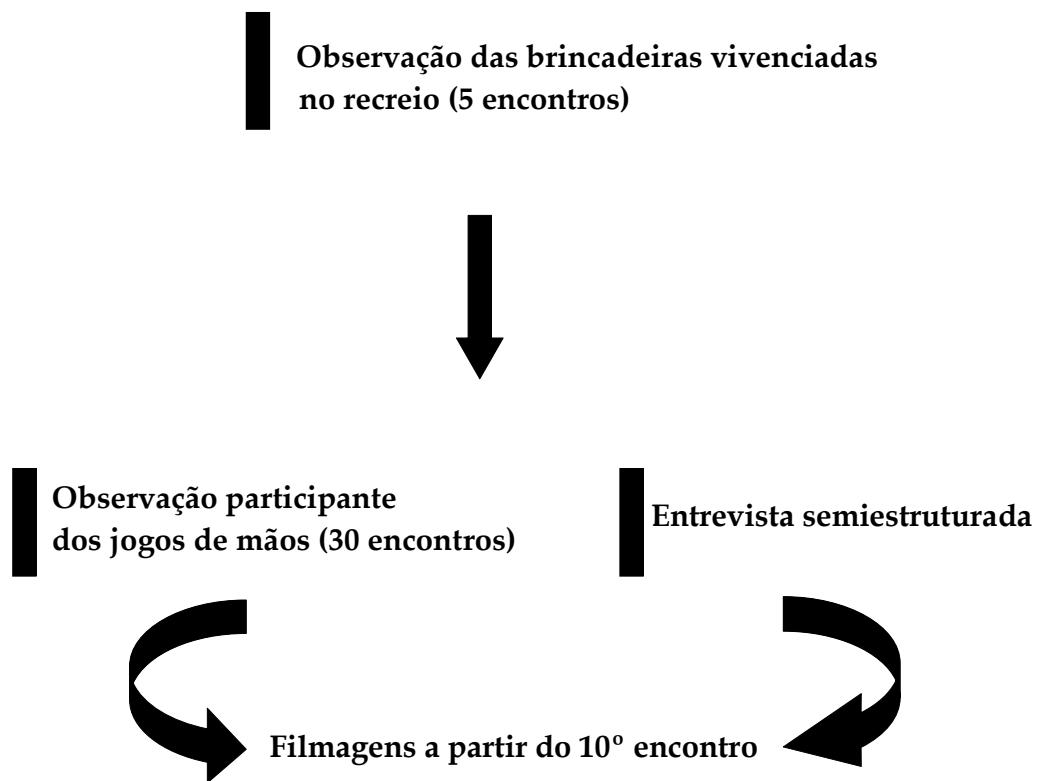 Observação das brincadeiras vivenciadas
no recreio (5 encontros)
Observação participante
dos jogos de mãos (30 encontros)
Entrevista semiestruturada
Filmagens a partir do 10º encontro